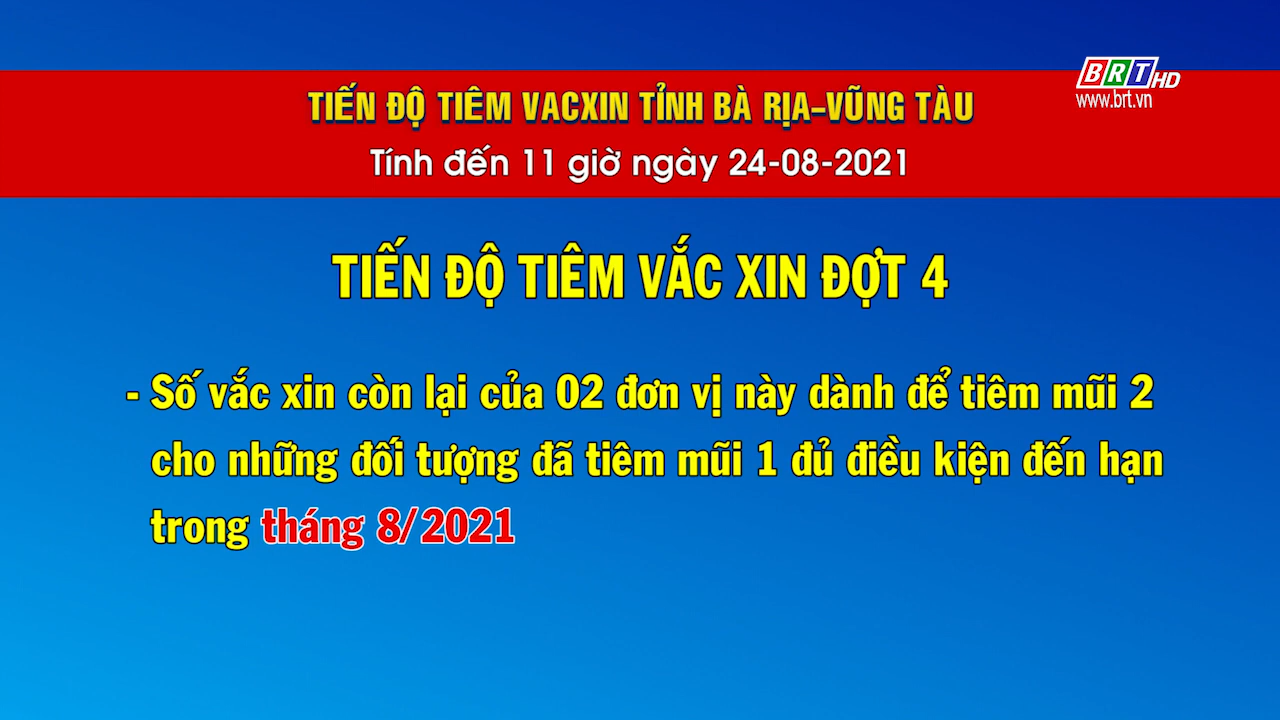 BRT HD
www.brt.vn
TIẾN ĐỘ TIÊM VACXIN TỈNH BÀ RỊA-VŨNG TÀU
Tính đến 11 giờ ngày 24-08-2021
TIẾN ĐỘ TIÊM VẮC XIN ĐỢT 4
- Số vắc xin còn lại của 02 đơn vị này dành để tiêm mũi 2
cho những đối tượng đã tiêm mũi 1 đủ điều kiện đến hạn
trong tháng 8/2021